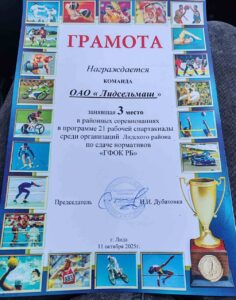 ГРАМОТА
Награждается
КОМАНДА
ОАО « Лидсельмаш »
занявшая 3 место
в районных соревнованиях
в программе 21 рабочей спартакиады
среди организаций Лидского района
по сдаче нормативов
«ГФОК РБ»
Председатель И.И. Дубатовка
г. Лида
11 октября 2025г.